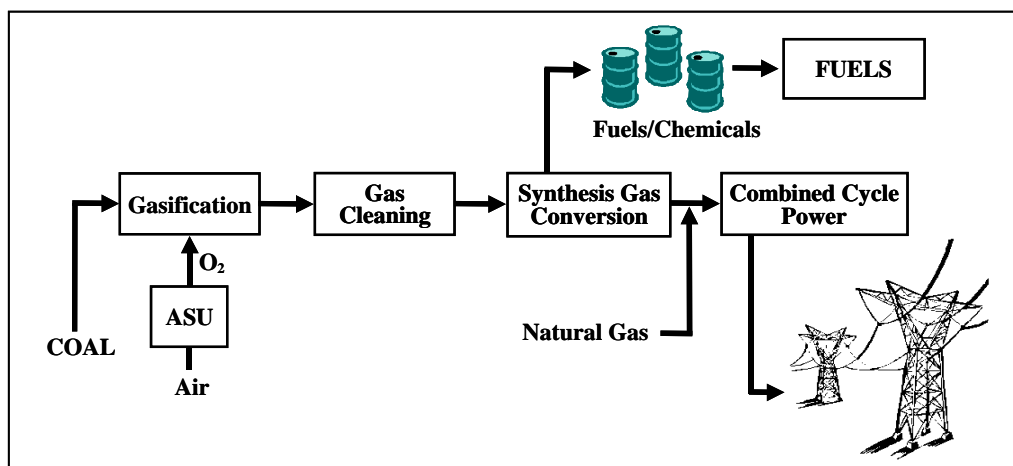 FUELS
Fuels/Chemicals
Gasification
Gas
Cleaning
Synthesis Gas
Conversion
Combined Cycle
Power
O₂
ASU
Natural Gas
COAL
Air